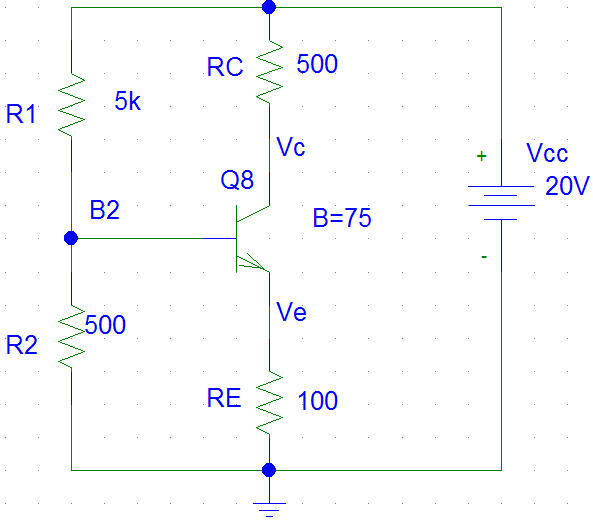 RC 500
R1 5k
Vc
+ Vcc
20V
Q8
B2
B=75
-
Ve
500
R2
RE 100